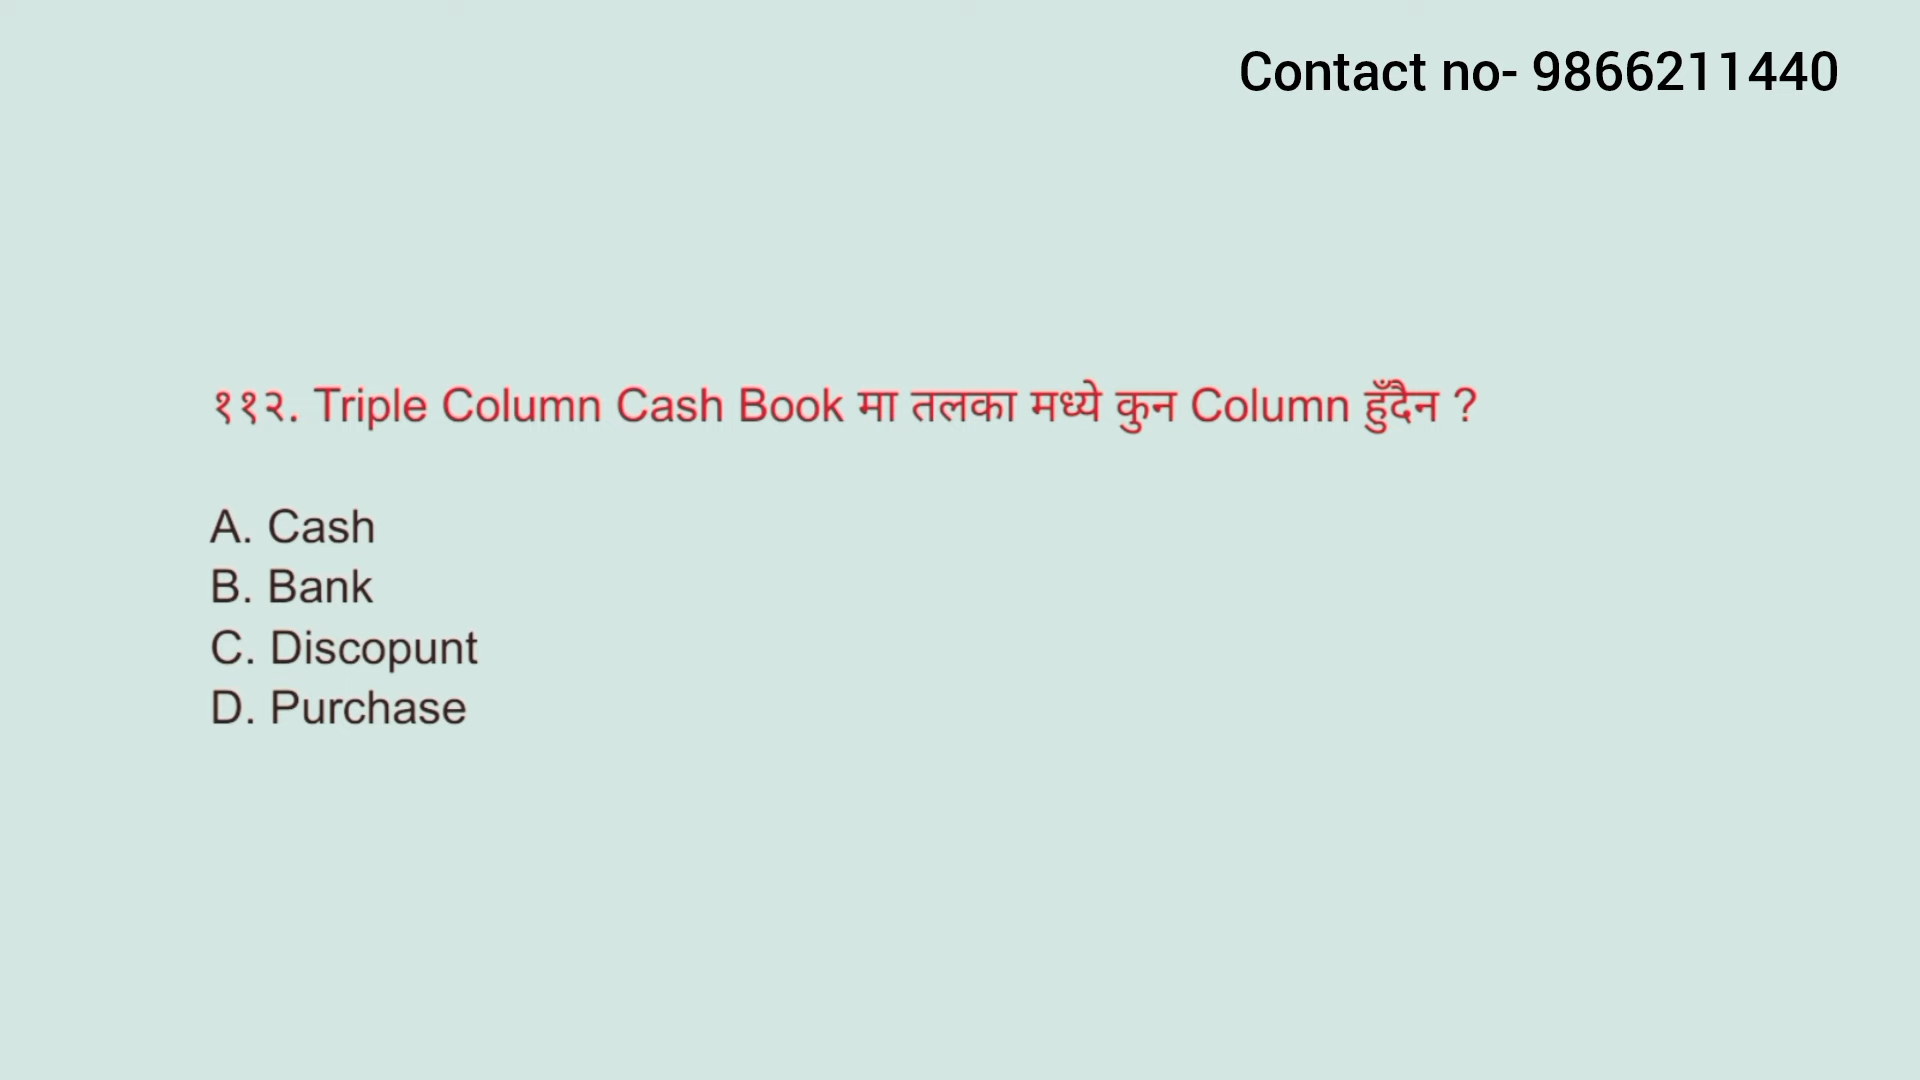 Contact no- 9866211440
११२. Triple Column Cash Book मा तलका मध्ये कुन Column हुँदैन ?
A. Cash
B. Bank
C. Discopunt
D. Purchase